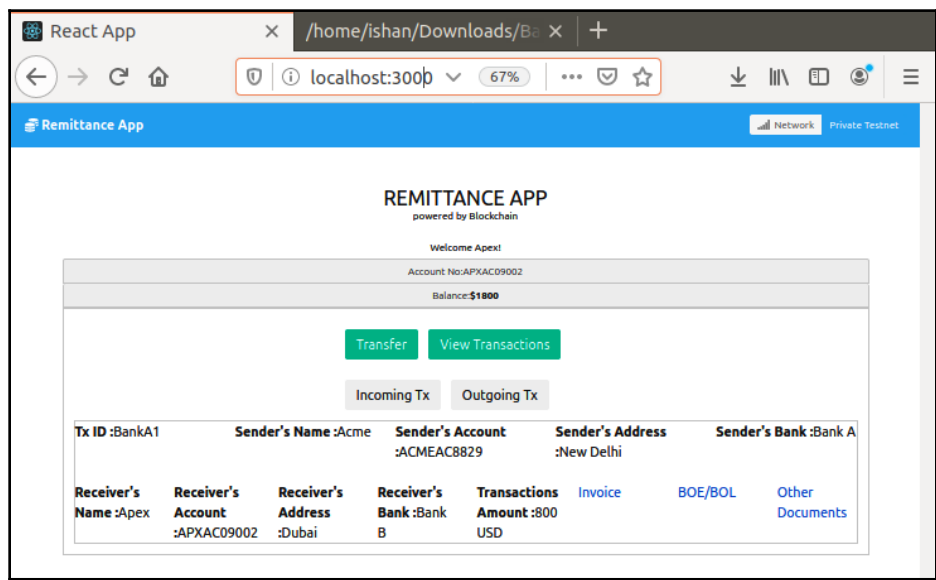 React App
/home/ishan/Downloads/Ba
localhost:3000
67%
Remittance App
Network
Private Testnet
REMITTANCE APP
powered by Blockchain
Welcome Apex!
Account No:APXAC09002
Balance:$1800
Transfer
View Transactions
Incoming Tx
Outgoing Tx
Tx ID :BankA1
Sender's Name :Acme
Sender's Account
:ACMEAC8829
Sender's Address
:New Delhi
Sender's Bank :Bank A
Receiver's
Name :Apex
Receiver's
Account
:APXAC09002
Receiver's
Address
:Dubai
Receiver's
Bank :Bank
B
Transactions
Amount :800
USD
Invoice
BOE/BOL
Other
Documents